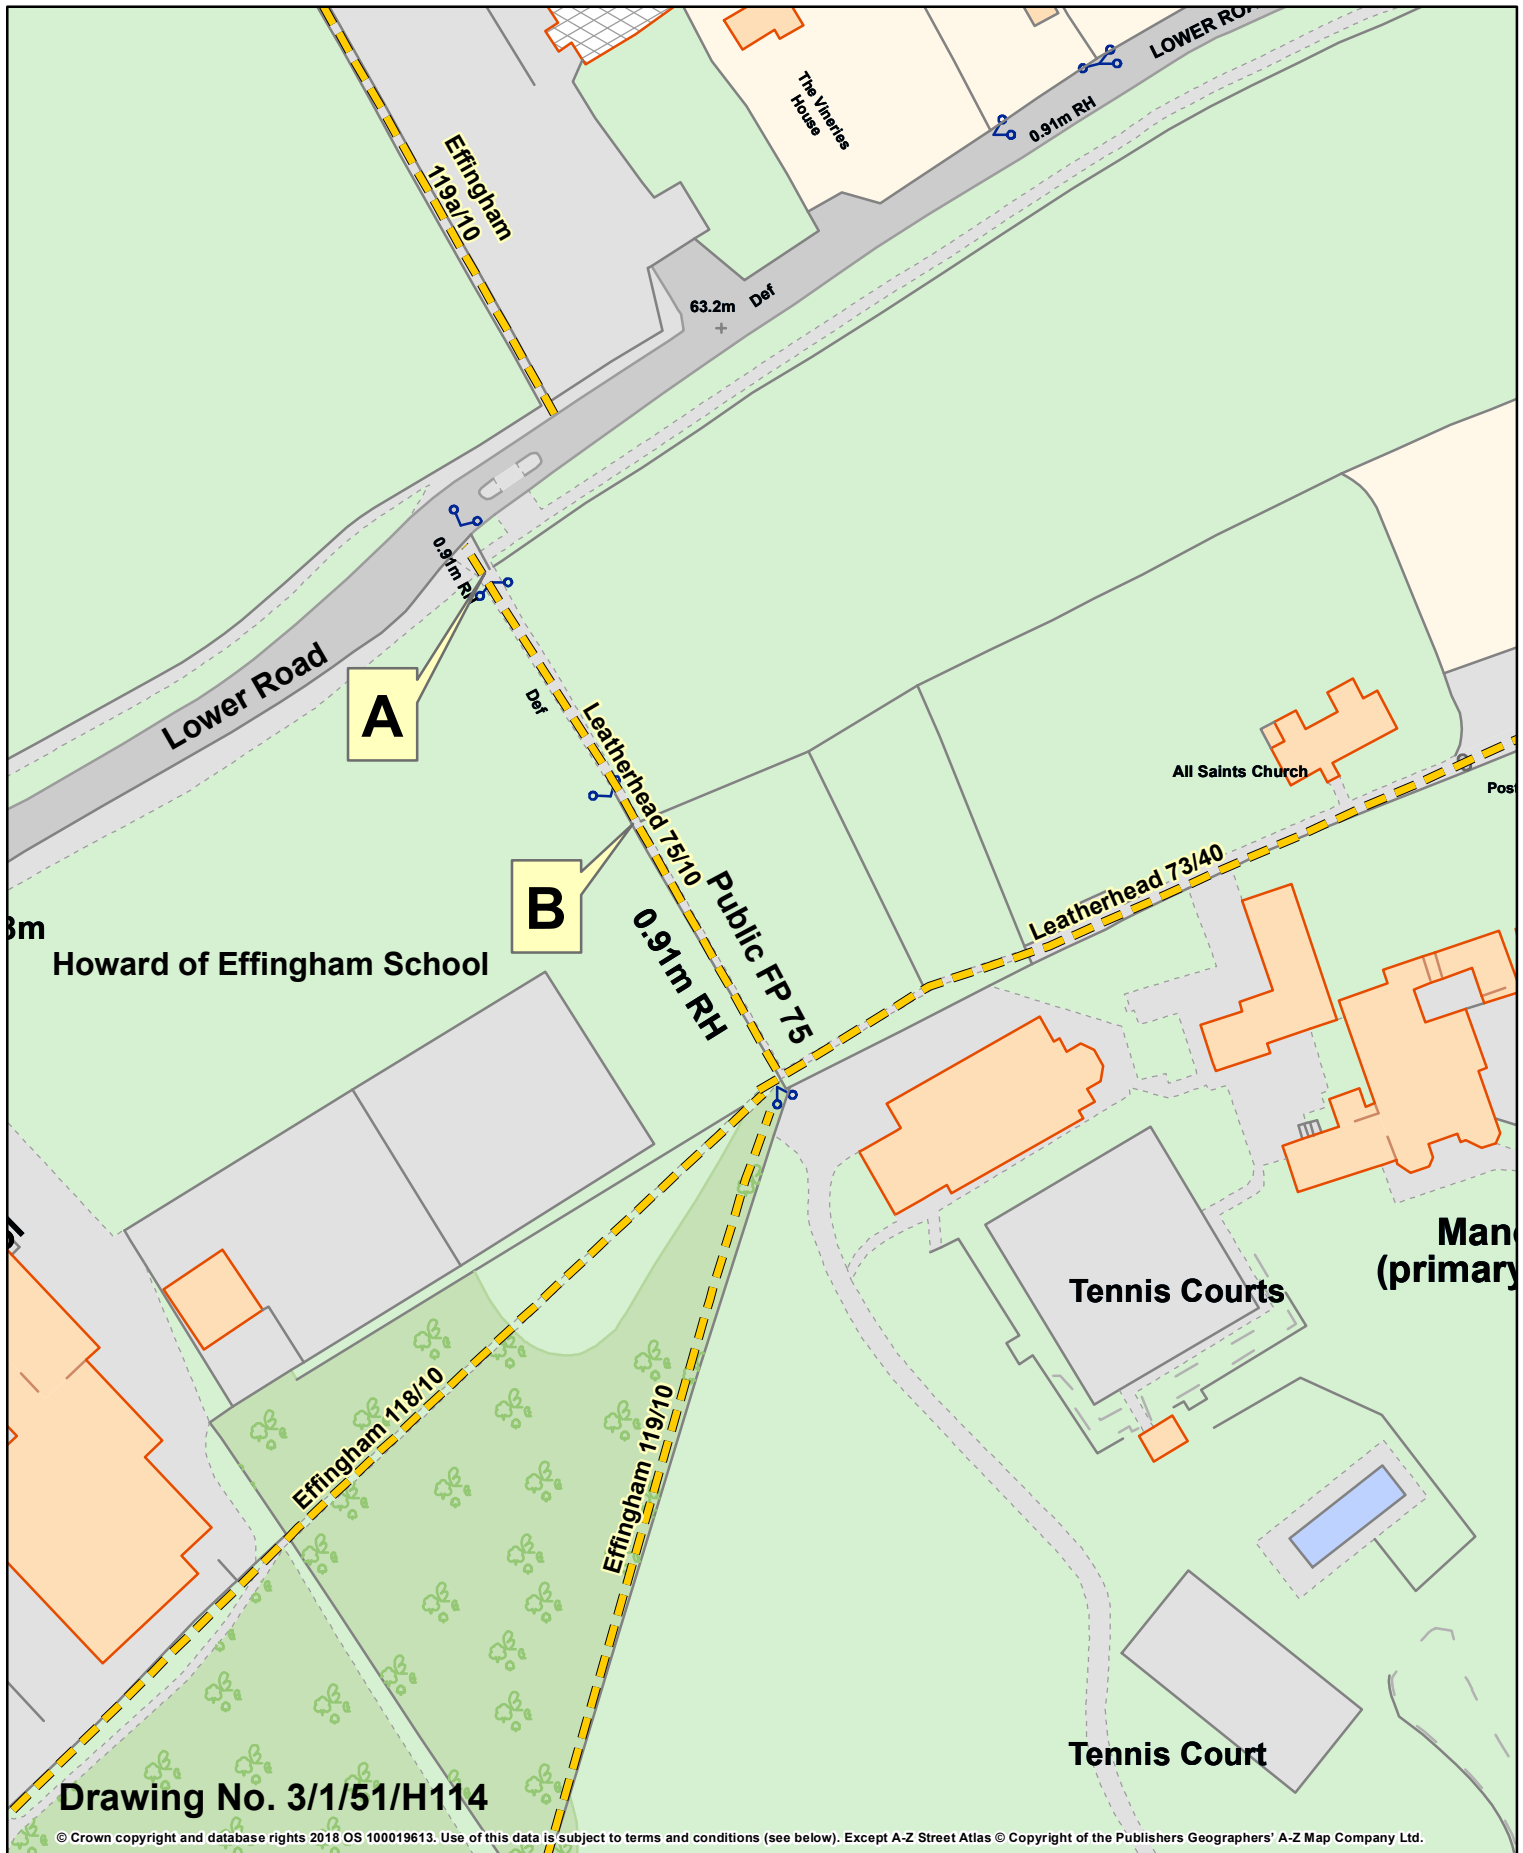 LOWER ROA
The Vineries
House
0.91m RH
Effingham
119a/10
63.2m
Def
0.91m RH
Lower Road
A
Def
Leatherhead 75/10
All Saints Church
Post
B
Leatherhead 73/40
Public FP 75
0.91m RH
3m
Howard of Effingham School
Tennis Courts
Man
(primary
Effingham 118/10
Effingham 119/10
Tennis Court
Drawing No. 3/1/51/H114
© Crown copyright and database rights 2018 OS 100019613. Use of this data is subject to terms and conditions (see below). Except A-Z Street Atlas © Copyright of the Publishers Geographers' A-Z Map Company Ltd.